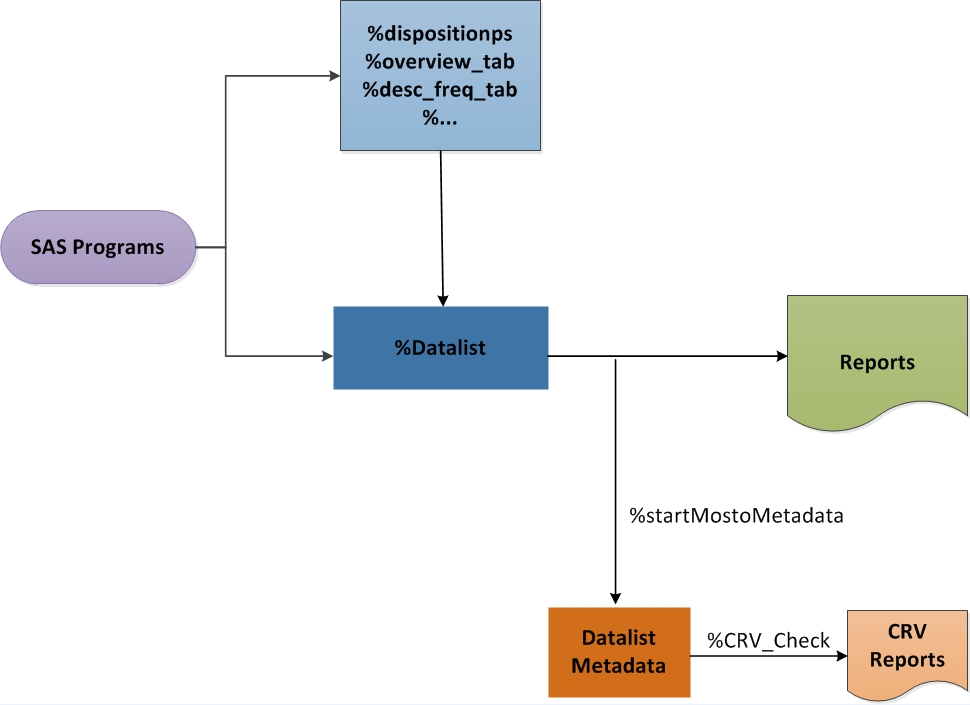 %dispositionps
%overview_tab
%desc_freq_tab
%...
SAS Programs
%Datalist
Reports
%startMostoMetadata
Datalist
Metadata
%CRV_Check
CRV
Reports